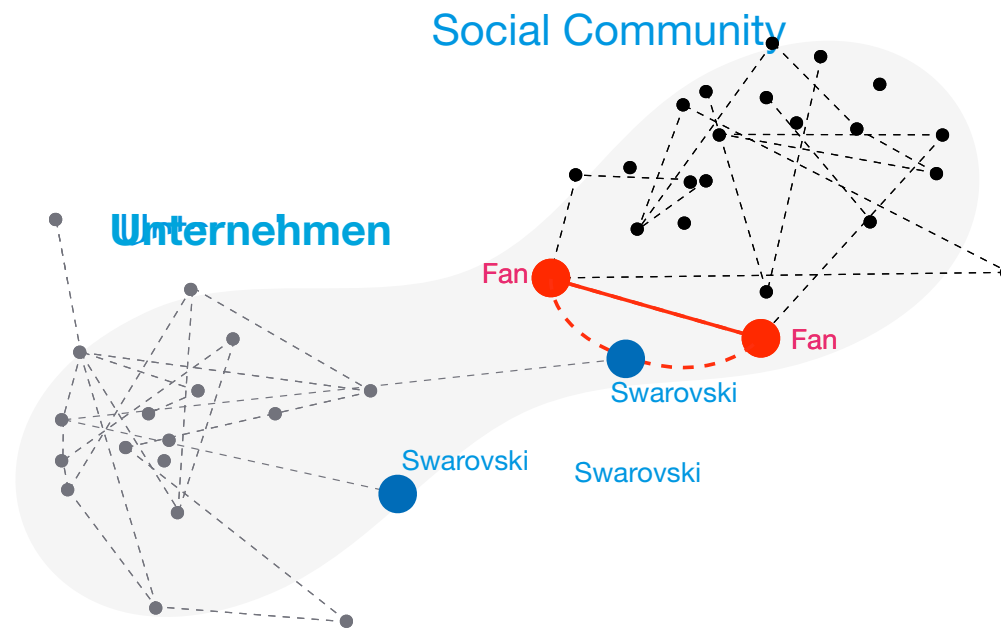 Social Community
Unternehmen
Fan
Fan
Swarovski
Swarovski
Swarovski